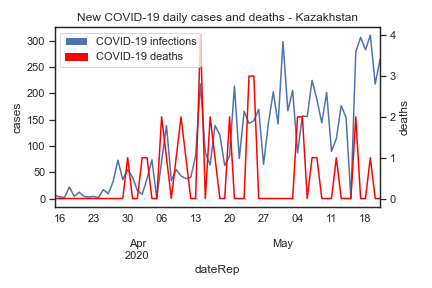 New COVID-19 daily cases and deaths - Kazakhstan
COVID-19 infections
COVID-19 deaths
cases
300
250
200
150
100
50
0
deaths
4
3
2
1
0
16 23 30 06 13 20 27 04 11 18
Apr May
2020
dateRep